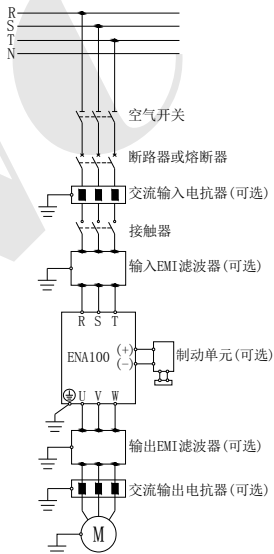 R
S
T
N
空气开关
断路器或熔断器
交流输入电抗器(可选)
接触器
输入EMI滤波器(可选)
R S T
ENA100
(+)
(-)
制动单元(可选)
U V W
输出EMI滤波器(可选)
交流输出电抗器(可选)
M